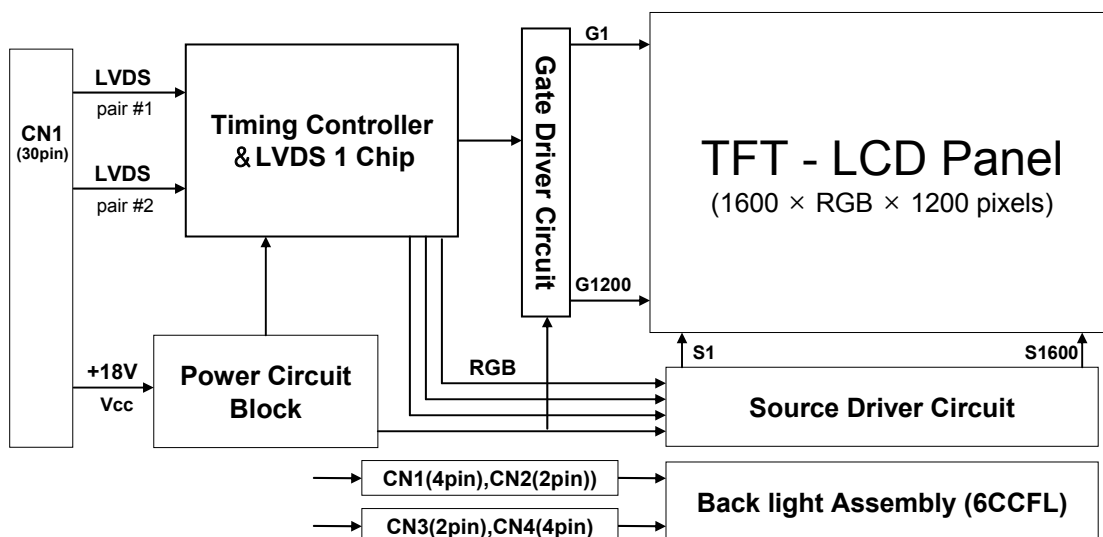 CN1
(30pin)
LVDS
pair #1
LVDS
pair #2
+18V
Vcc
Timing Controller
&LVDS 1 Chip
Power Circuit
Block
Gate Driver Circuit
G1
G1200
TFT - LCD Panel
(1600 × RGB × 1200 pixels)
S1
S1600
RGB
Source Driver Circuit
CN1(4pin),CN2(2pin))
CN3(2pin),CN4(4pin)
Back light Assembly (6CCFL)